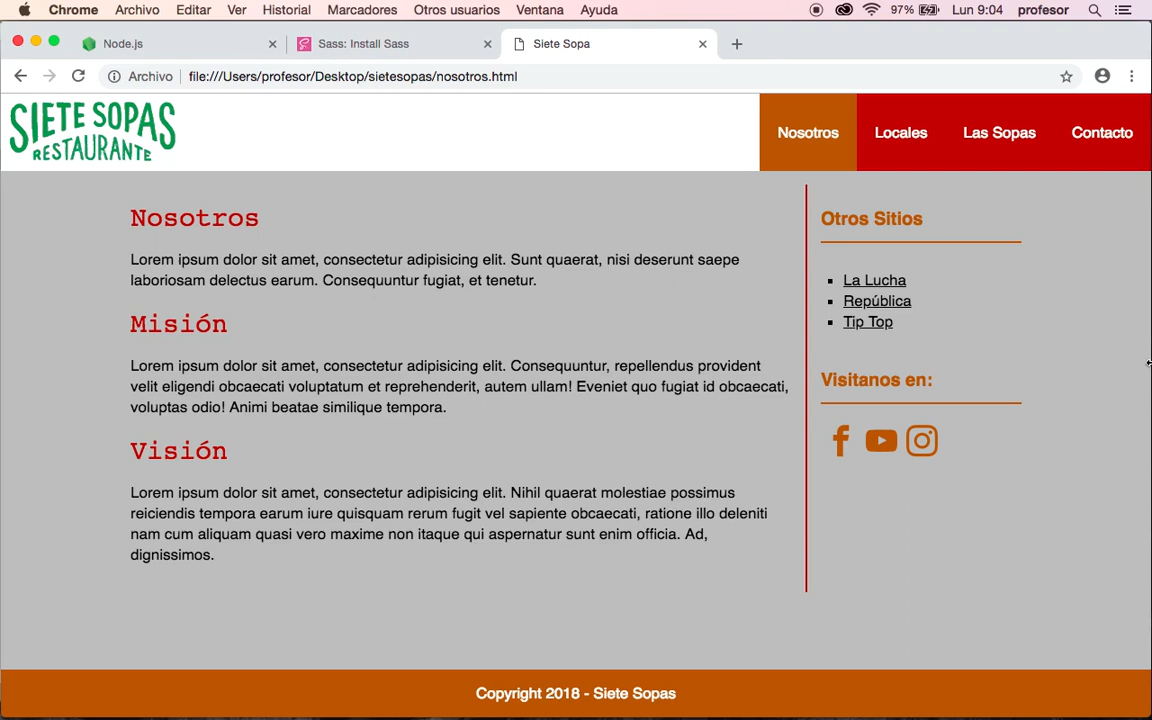 Chrome Archivo Editar Ver Historial Marcadores Otros usuarios Ventana Ayuda 97% Lun 9:04 profesor
Node.js Sass: Install Sass Siete Sopa
Archivo file:///Users/profesor/Desktop/sietesopas/nosotros.html
SIETE SOPAS
RESTAURANTE
Nosotros Locales Las Sopas Contacto
Nosotros
Lorem ipsum dolor sit amet, consectetur adipisicing elit. Sunt quaerat, nisi deserunt saepe
laboriosam delectus earum. Consequuntur fugiat, et tenetur.
Misión
Lorem ipsum dolor sit amet, consectetur adipisicing elit. Consequuntur, repellendus provident
velit eligendi obcaecati voluptatum et reprehenderit, autem ullam! Eveniet quo fugiat id obcaecati,
voluptas odio! Animi beatae similique tempora.
Visión
Lorem ipsum dolor sit amet, consectetur adipisicing elit. Nihil quaerat molestiae possimus
reiciendis tempora earum iure quisquam rerum fugit vel sapiente obcaecati, ratione illo deleniti
nam cum aliquam quasi vero maxime non itaque qui aspernatur sunt enim officia. Ad,
dignissimos.
Otros Sitios
La Lucha
República
Tip Top
Visitanos en:
Copyright 2018 - Siete Sopas